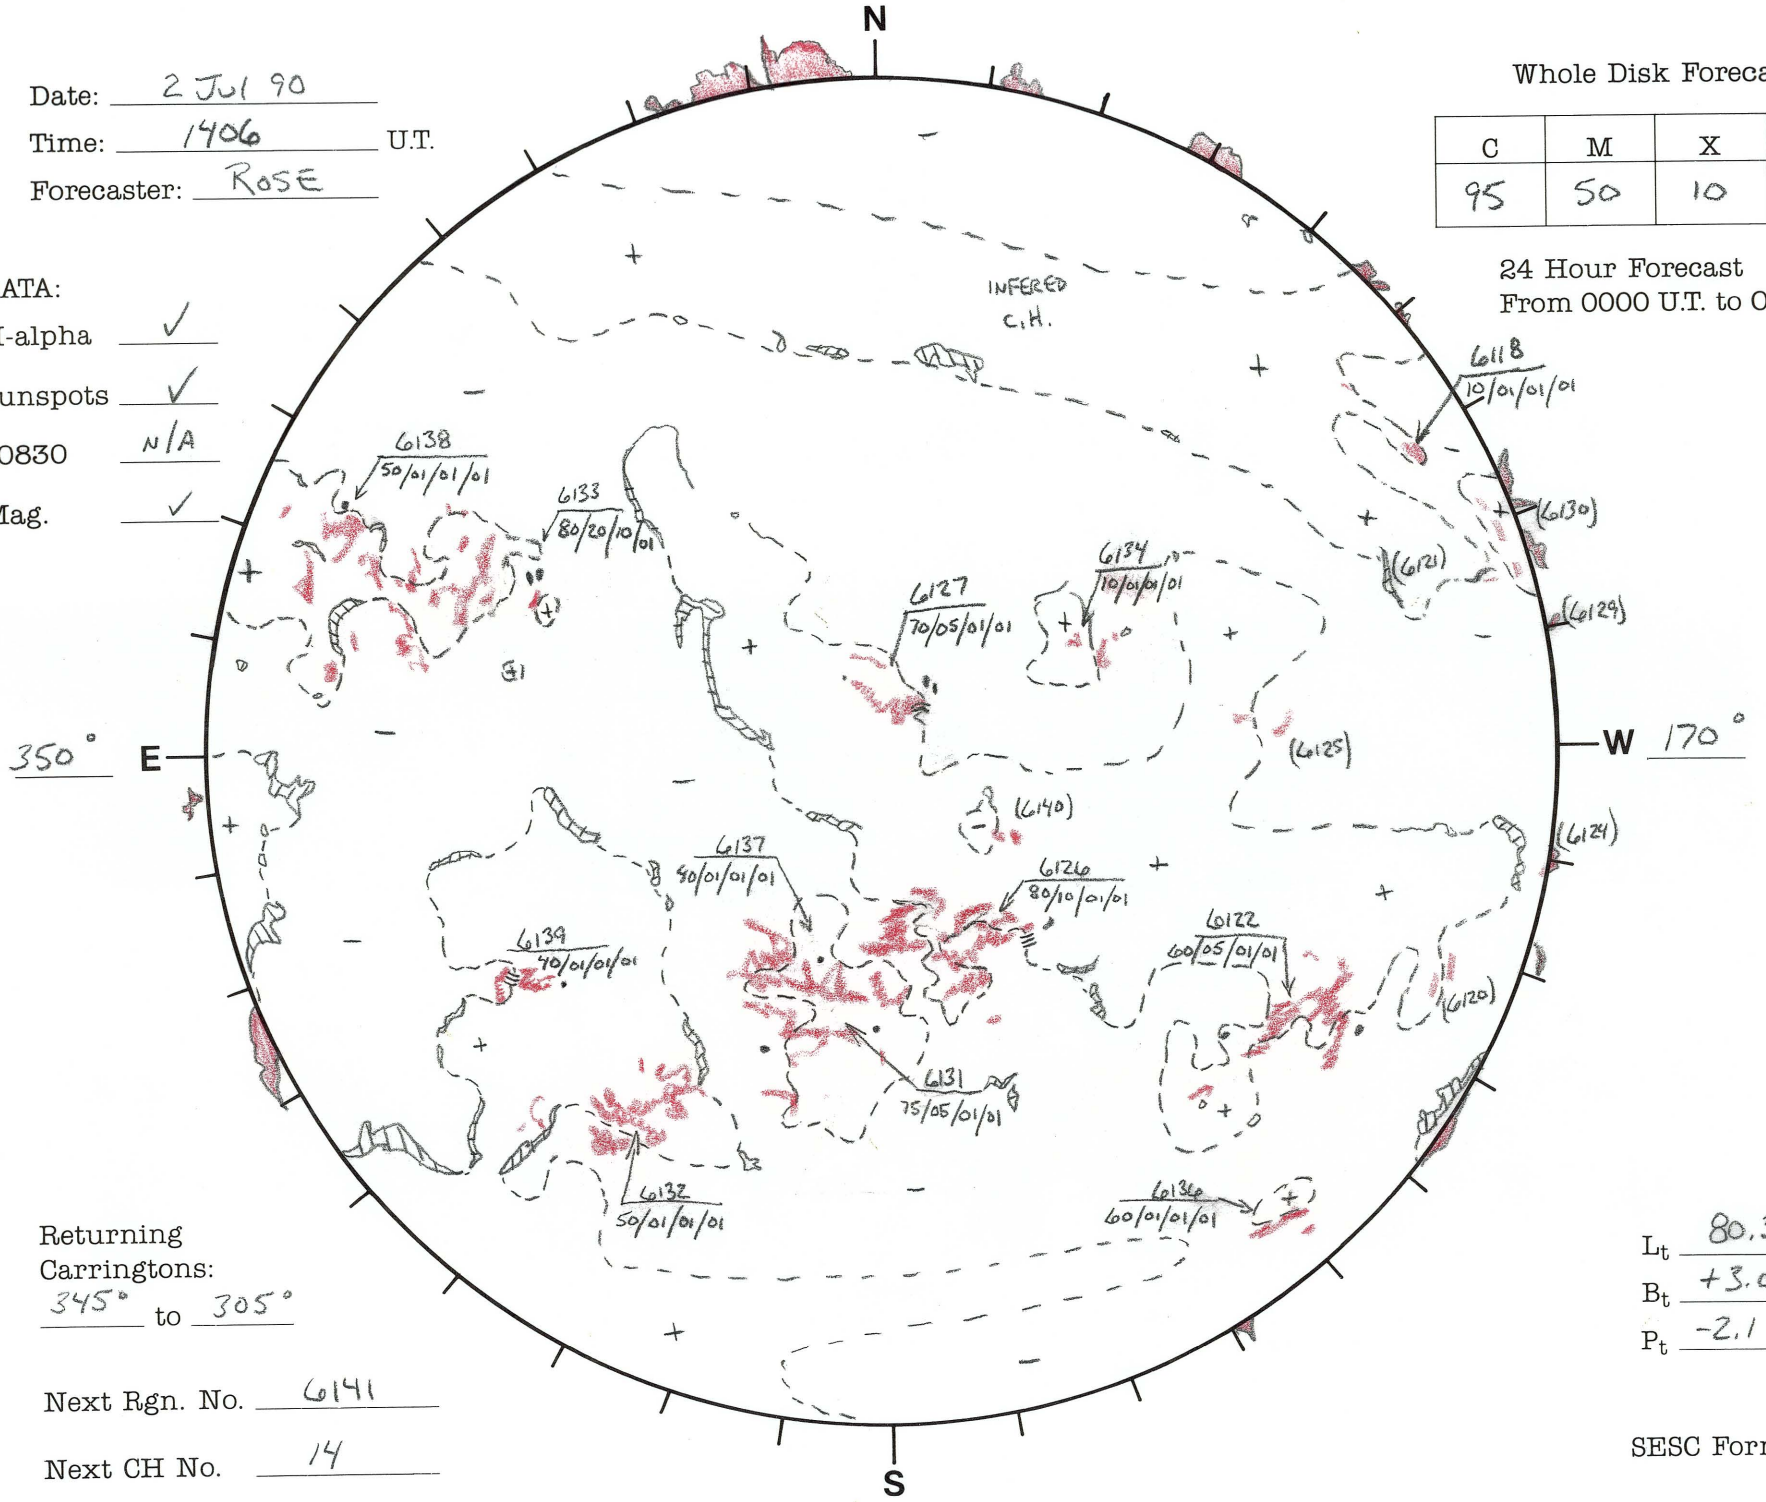 N
Date: 2 Jul 90
Time: 1406 U.T.
Forecaster: ROSE
Whole Disk Foreca
C M X
95 50 10
24 Hour Forecast
From 0000 U.T. to 0
ATA:
I-alpha ✓
unspots ✓
0830 N/A
Mag. ✓
INFERED
C.H.
6118
10/01/01/01
6138
50/01/01/01
6133
80/20/10/01
(6130)
(6121)
6134
10/01/01/01
6127
70/05/01/01
(6129)
E 350°
W 170°
(6125)
(6140)
(6124)
6137
80/01/01/01
6126
80/10/01/01
6122
60/05/01/01
6139
40/01/01/01
(6120)
6131
75/05/01/01
6132
50/01/01/01
6136
60/01/01/01
Returning
Carringtons:
345° to 305°
Lt 80.3
Bt +3.0
Pt -2.1
Next Rgn. No. 6141
Next CH No. 14
SESC Form
S